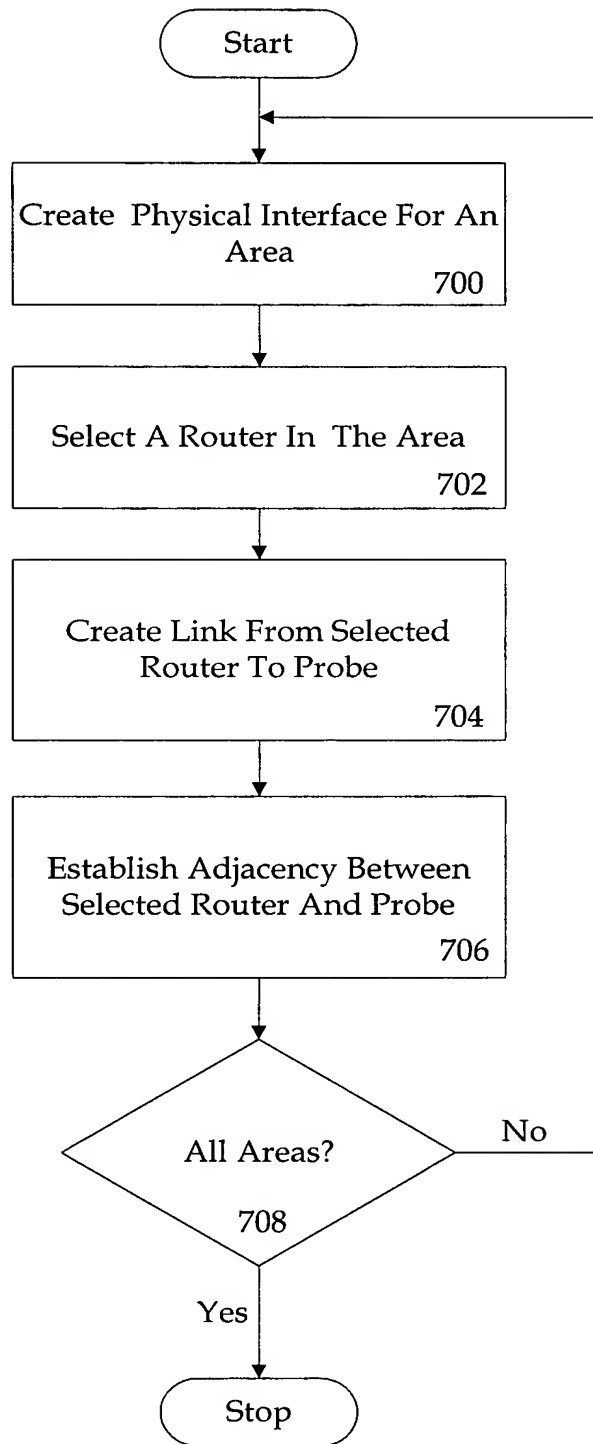 Start
Create Physical Interface For An
Area
700
Select A Router In The Area
702
Create Link From Selected
Router To Probe
704
Establish Adjacency Between
Selected Router And Probe
706
All Areas?
708
No
Yes
Stop